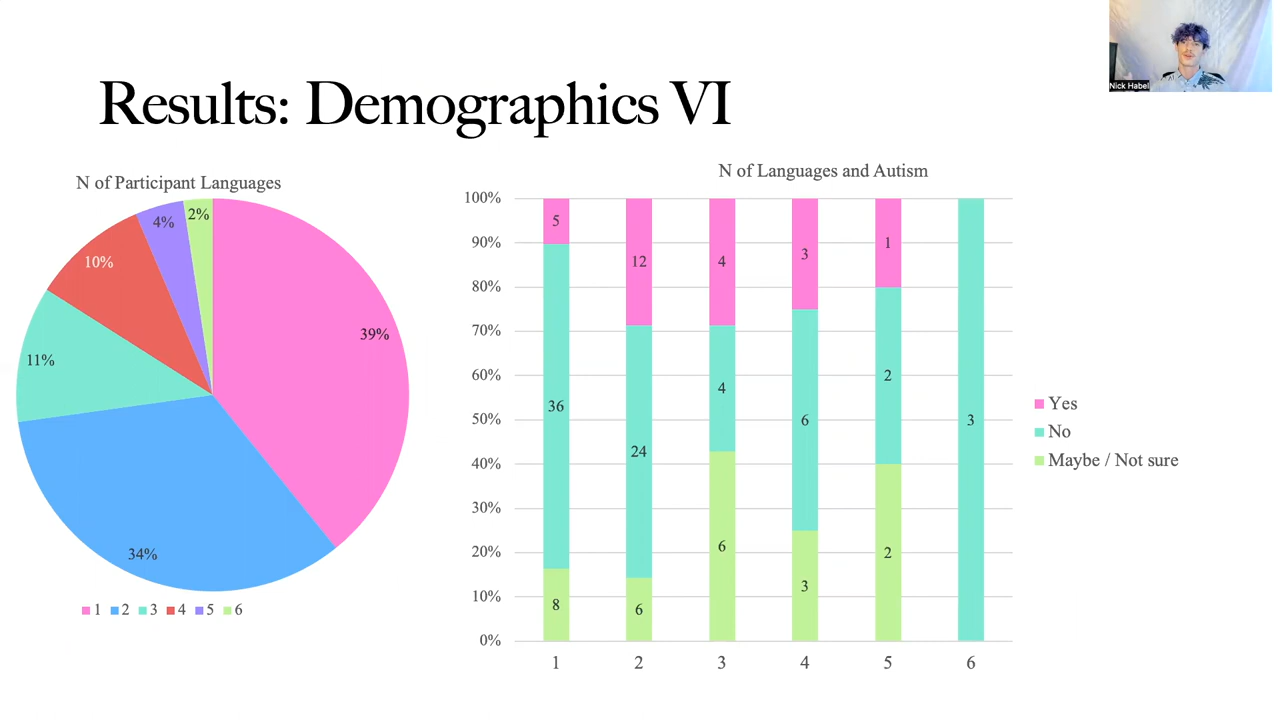 Nick Habel
Results: Demographics VI
N of Participant Languages
2%
4%
10%
11%
39%
34%
1 2 3 4 5 6
N of Languages and Autism
100%
90%
80%
70%
60%
50%
40%
30%
20%
10%
0%
5 12 4 3 1
36 24 4 6 2 3
8 6 6 3 2
1 2 3 4 5 6
Yes
No
Maybe / Not sure